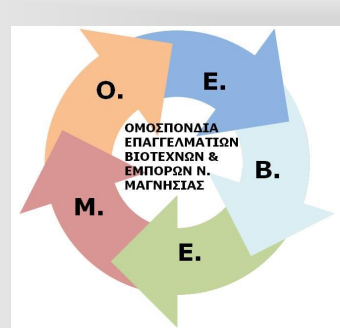 Ο.
Ε.
ΟΜΟΣΠΟΝΔΙΑ
ΕΠΑΓΓΕΛΜΑΤΙΩΝ
ΒΙΟΤΕΧΝΩΝ &
ΕΜΠΟΡΩΝ Ν.
ΜΑΓΝΗΣΙΑΣ
Β.
Ε.
Μ.